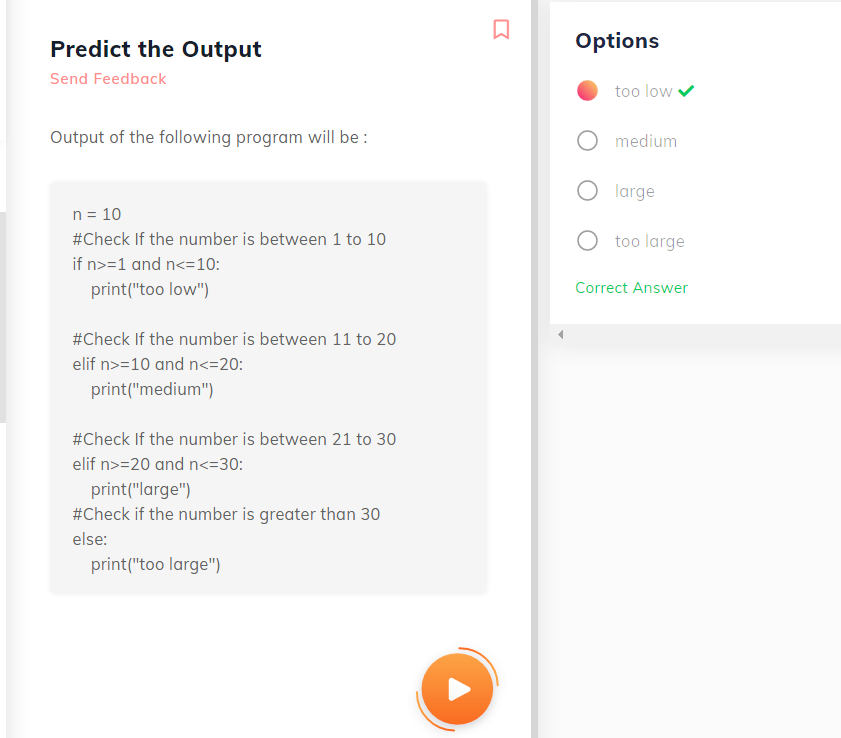 Predict the Output
Send Feedback
Output of the following program will be :
n = 10
#Check If the number is between 1 to 10
if n>=1 and n<=10:
    print("too low")
#Check If the number is between 11 to 20
elif n>=10 and n<=20:
    print("medium")
#Check If the number is between 21 to 30
elif n>=20 and n<=30:
    print("large")
#Check if the number is greater than 30
else:
    print("too large")
Options
too low
medium
large
too large
Correct Answer